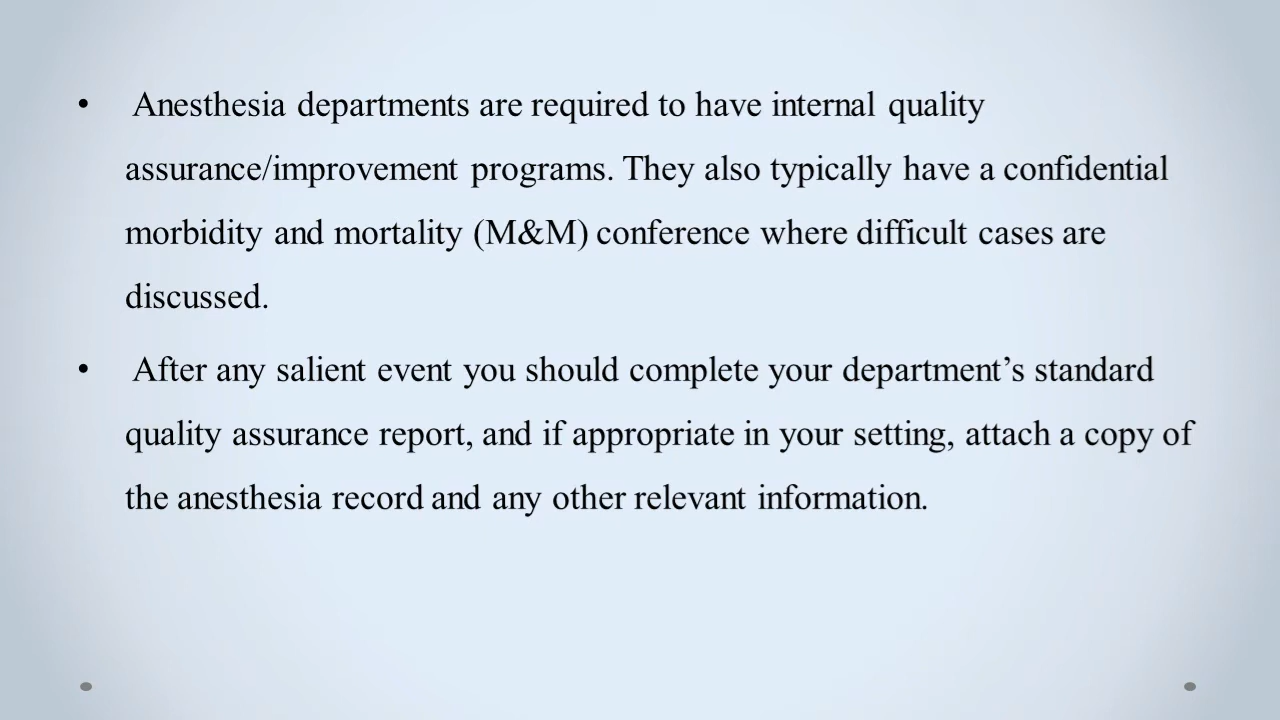 • Anesthesia departments are required to have internal quality
assurance/improvement programs. They also typically have a confidential
morbidity and mortality (M&M) conference where difficult cases are
discussed.
• After any salient event you should complete your department’s standard
quality assurance report, and if appropriate in your setting, attach a copy of
the anesthesia record and any other relevant information.